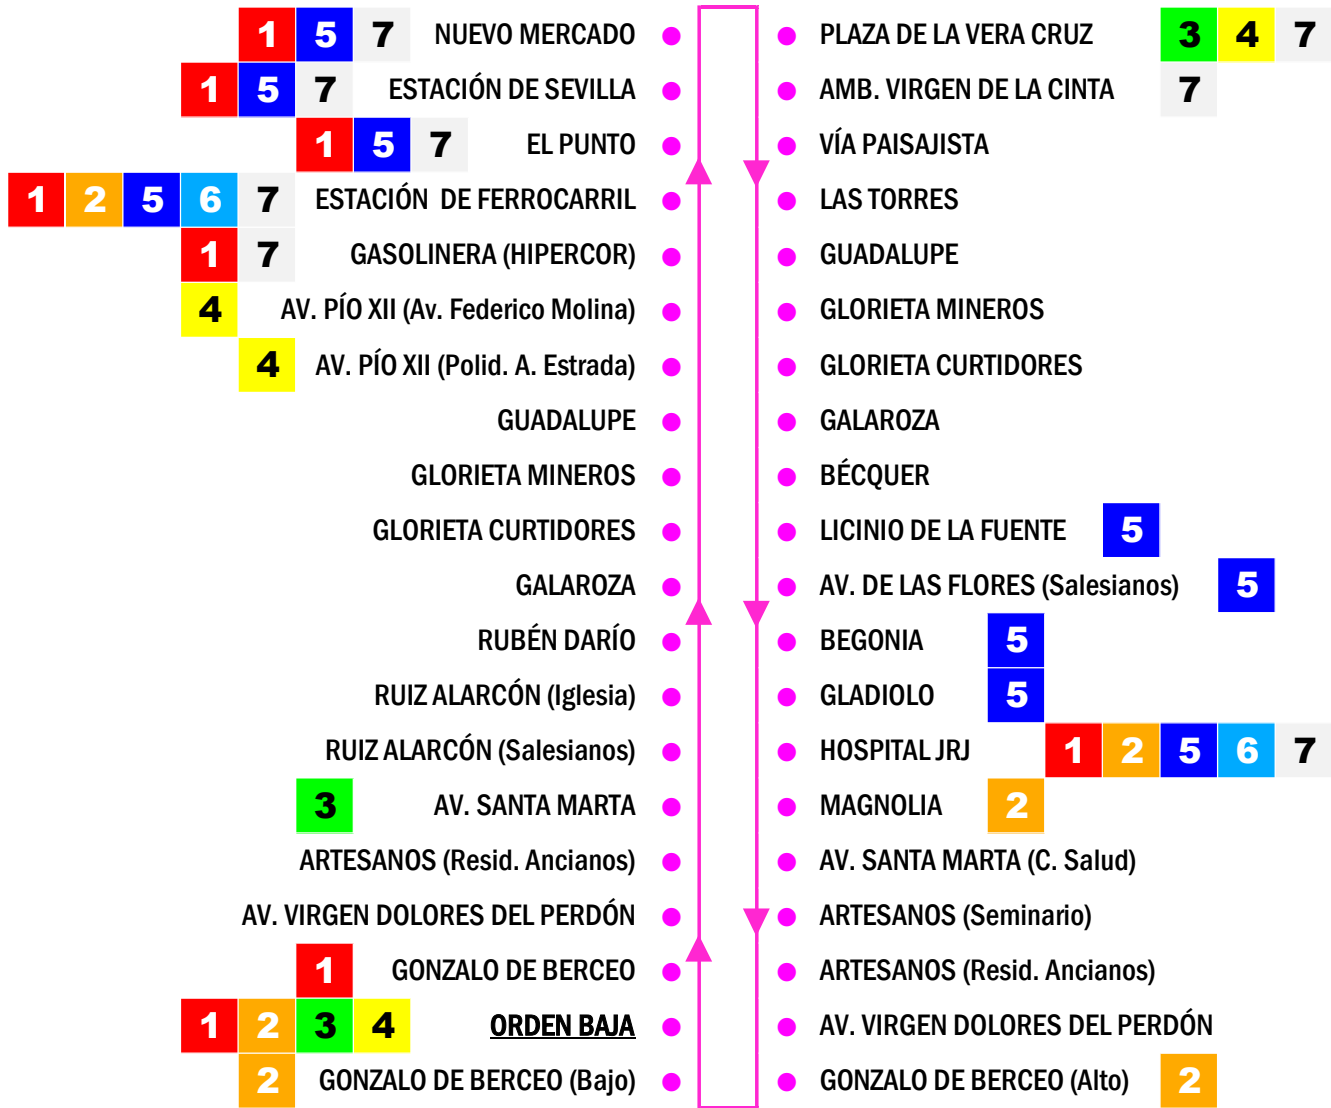 1 5 7 NUEVO MERCADO
1 5 7 ESTACIÓN DE SEVILLA
1 5 7 EL PUNTO
1 2 5 6 7 ESTACIÓN DE FERROCARRIL
1 7 GASOLINERA (HIPERCOR)
4 AV. PÍO XII (Av. Federico Molina)
4 AV. PÍO XII (Polid. A. Estrada)
GUADALUPE
GLORIETA MINEROS
GLORIETA CURTIDORES
GALAROZA
RUBÉN DARÍO
RUIZ ALARCÓN (Iglesia)
RUIZ ALARCÓN (Salesianos)
3 AV. SANTA MARTA
ARTESANOS (Resid. Ancianos)
AV. VIRGEN DOLORES DEL PERDÓN
1 GONZALO DE BERCEO
1 2 3 4 ORDEN BAJA
2 GONZALO DE BERCEO (Bajo)
PLAZA DE LA VERA CRUZ 3 4 7
AMB. VIRGEN DE LA CINTA 7
VÍA PAISAJISTA
LAS TORRES
GUADALUPE
GLORIETA MINEROS
GLORIETA CURTIDORES
GALAROZA
BÉCQUER
LICINIO DE LA FUENTE 5
AV. DE LAS FLORES (Salesianos) 5
BEGONIA 5
GLADIOLO 5
HOSPITAL JRJ 1 2 5 6 7
MAGNOLIA 2
AV. SANTA MARTA (C. Salud)
ARTESANOS (Seminario)
ARTESANOS (Resid. Ancianos)
AV. VIRGEN DOLORES DEL PERDÓN
GONZALO DE BERCEO (Alto) 2